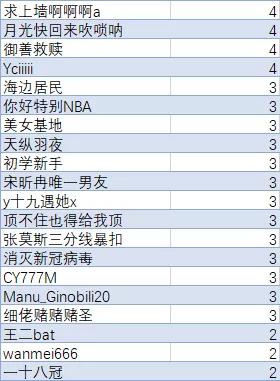 求上墙啊啊啊a 4
月光快回来吹唢呐 4
御善救赎 4
Yciiiii 4
海边居民 3
你好特别NBA 3
美女基地 3
天纵羽夜 3
初学新手 3
宋昕冉唯一男友 3
y十九遇她x 3
顶不住也得给我顶 3
张莫斯三分线暴扣 3
消灭新冠病毒 3
CY777M 3
Manu_Ginobili20 3
细佬赌赌赌圣 3
王二bat 2
wanmei666 2
一十八冠 2